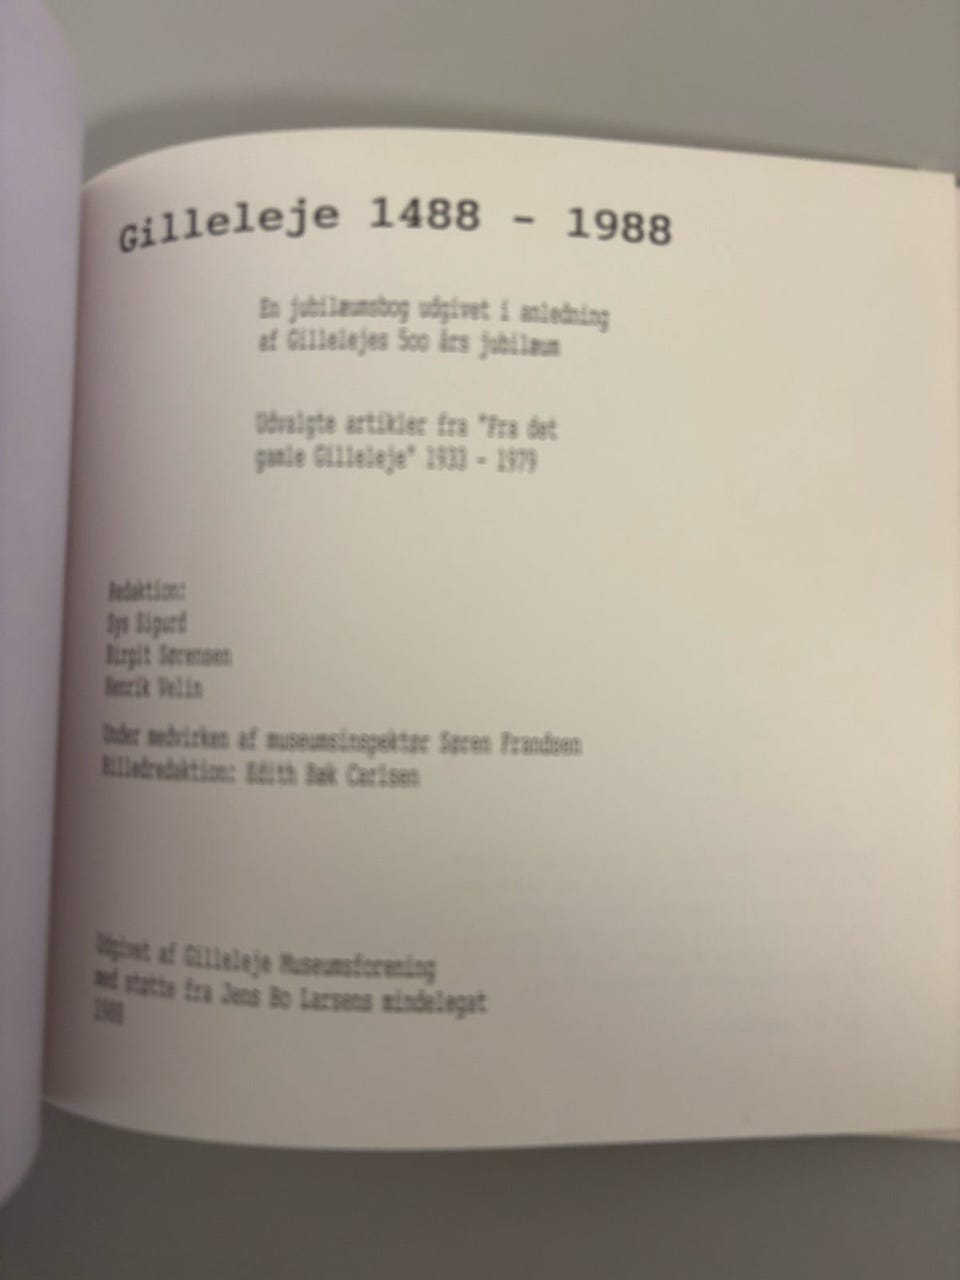 Gilleleje 1488 - 1988
En jubilæumsbog udgivet i anledning
af Gillelejes 500 års jubilæum
Udvalgte artikler fra "Fra det
gamle Gilleleje" 1933 - 1979
Redaktion:
Sys Sigurd
Birgit Sørensen
Henrik Velin
Under medvirken af museumsinspektør Søren Frandsen
Billedredaktion: Edith Bæk Carlsen
Udgivet af Gilleleje Museumsforening
med støtte fra Jens Bo Larsens mindelegat
1988